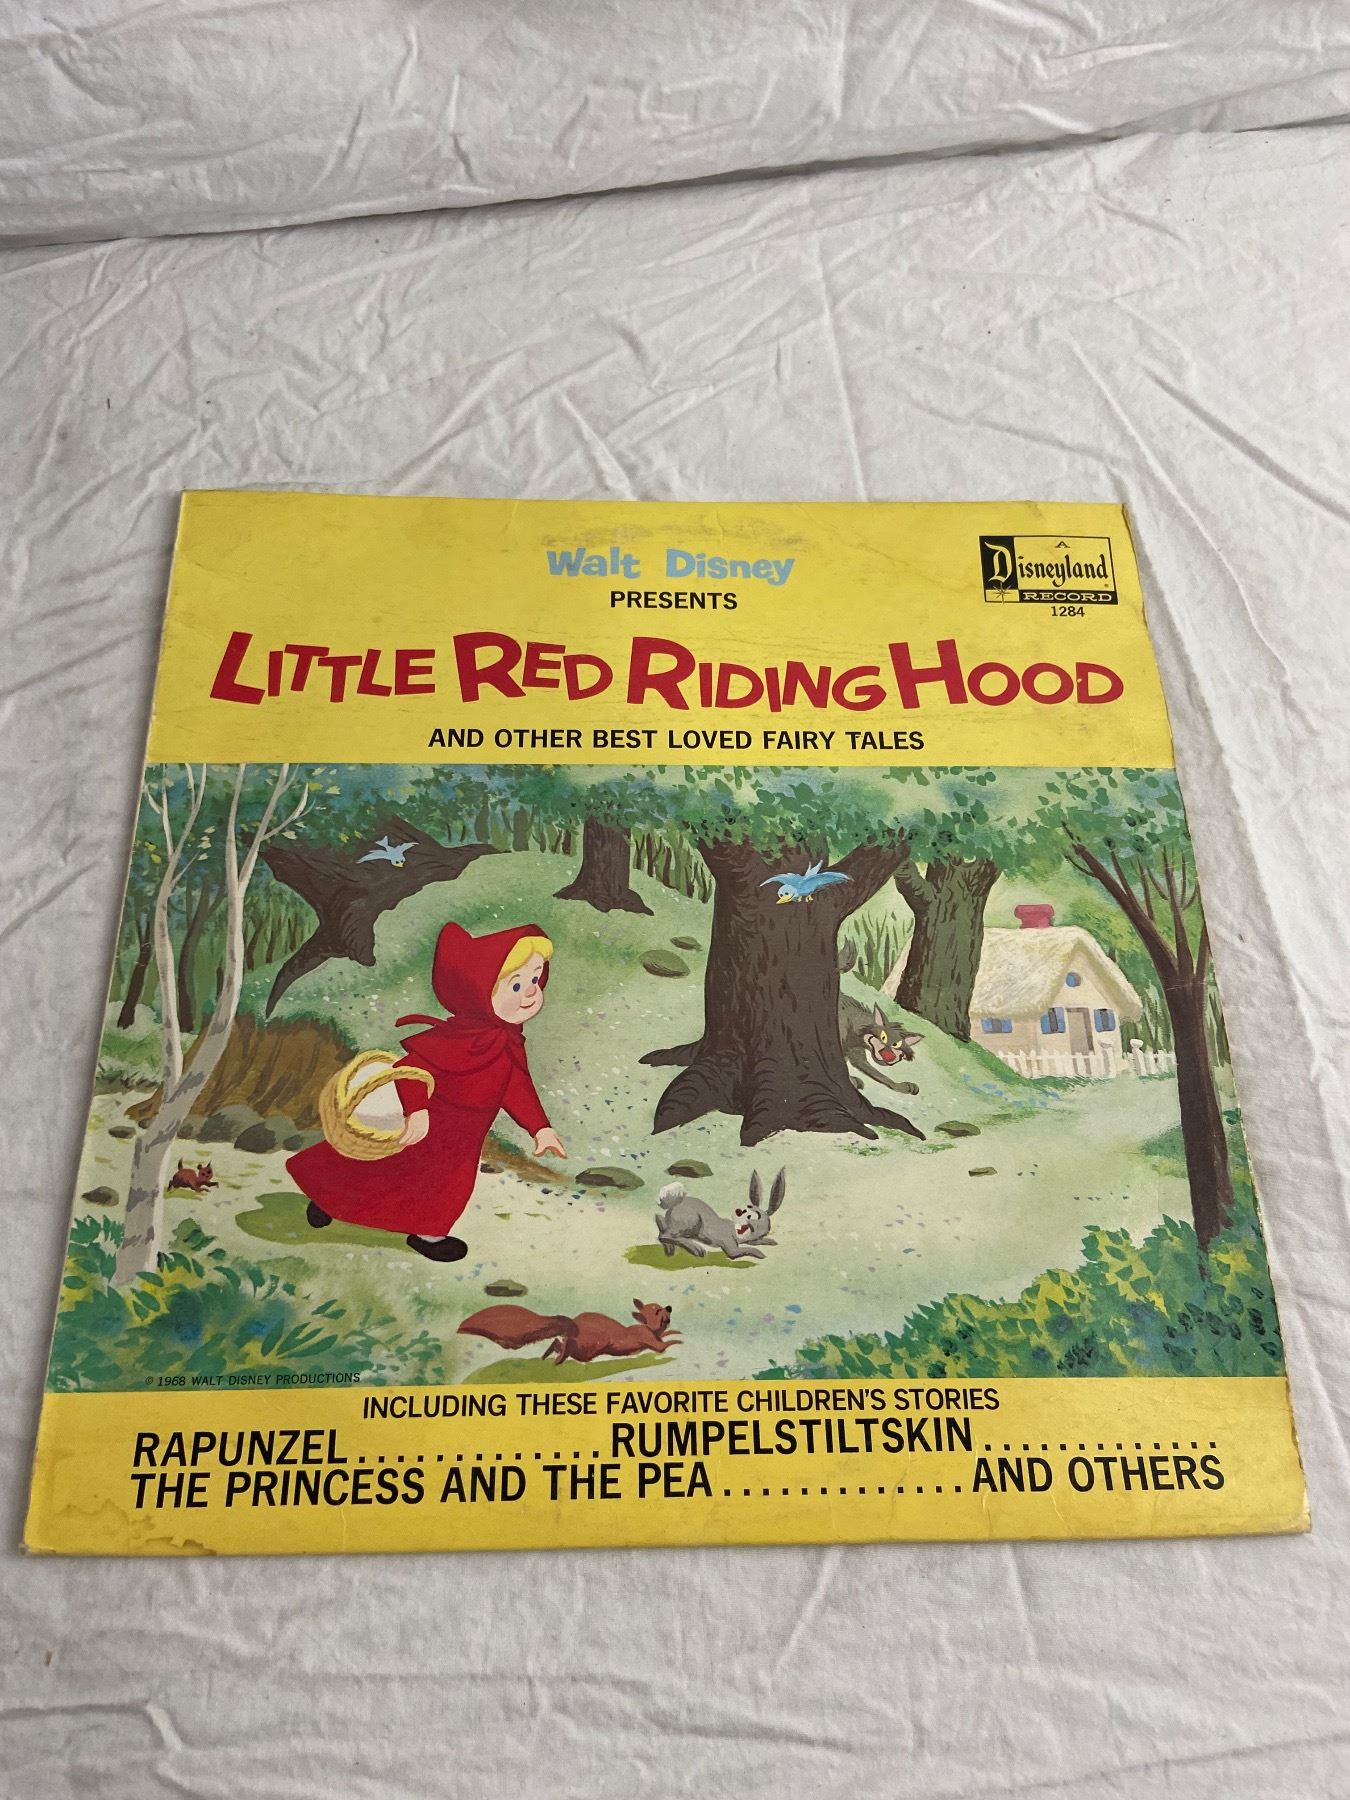 Walt Disney
PRESENTS
A
Disneyland
RECORD
1284
LITTLE RED RIDING HOOD
AND OTHER BEST LOVED FAIRY TALES
© 1968 WALT DISNEY PRODUCTIONS
INCLUDING THESE FAVORITE CHILDREN'S STORIES
RAPUNZEL.............RUMPELSTILTSKIN.............
THE PRINCESS AND THE PEA.............AND OTHERS